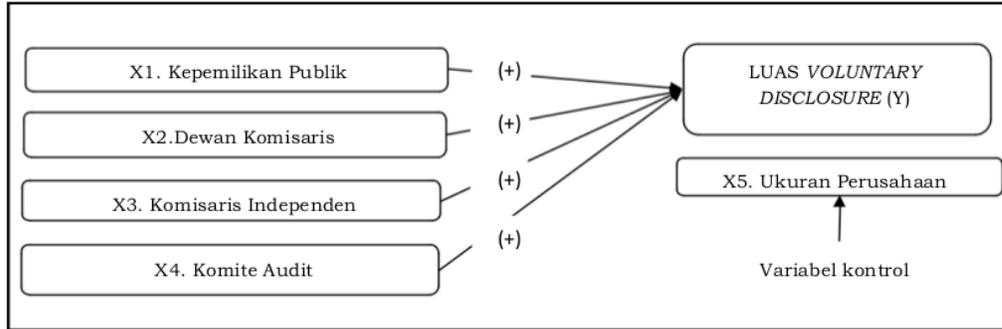 X1. Kepemilikan Publik
(+)
LUAS VOLUNTARY
DISCLOSURE (Y)
X2.Dewan Komisaris
(+)
X3. Komisaris Independen
(+)
X5. Ukuran Perusahaan
X4. Komite Audit
(+)
Variabel kontrol